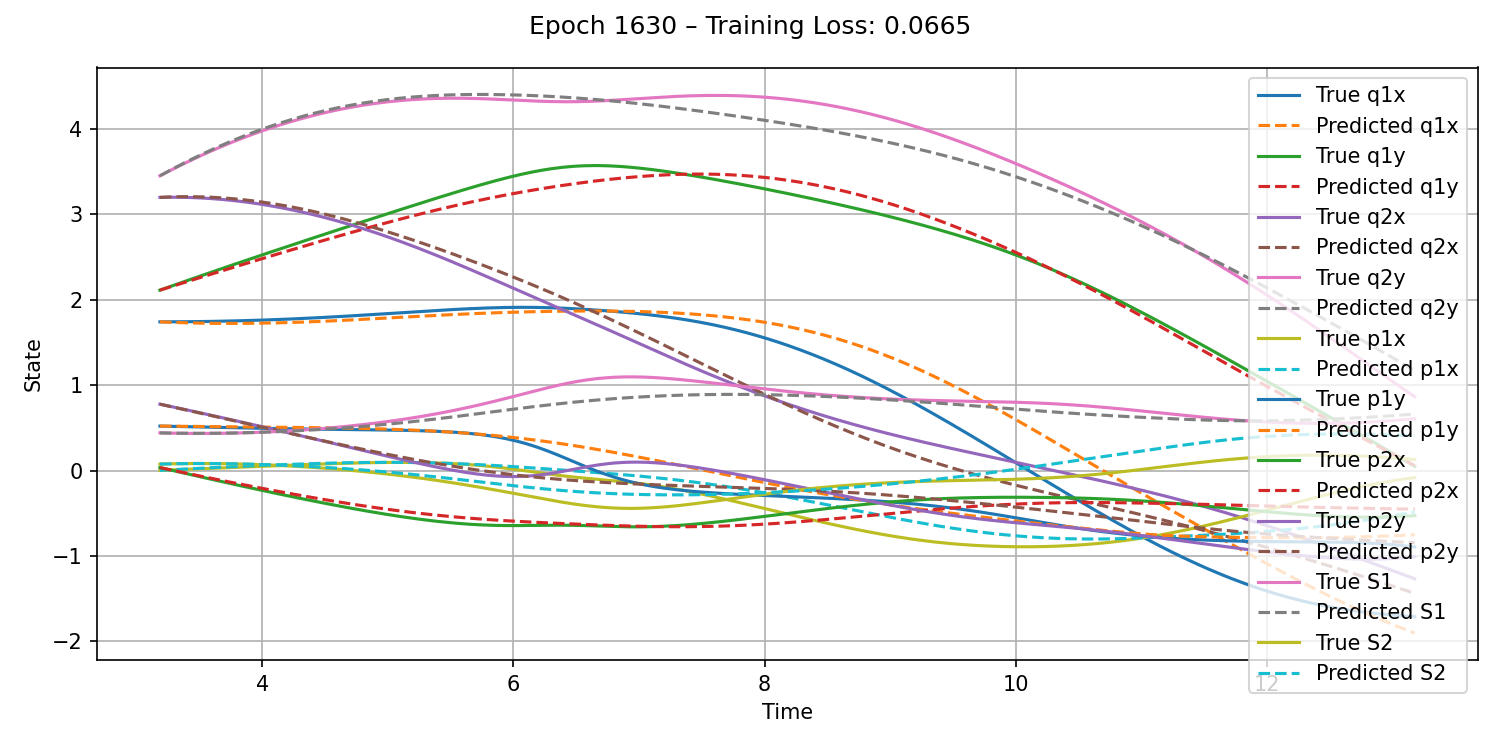 Epoch 1630 – Training Loss: 0.0665
State
4
3
2
1
0
−1
−2
4
6
8
10
12
Time
True q1x
Predicted q1x
True q1y
Predicted q1y
True q2x
Predicted q2x
True q2y
Predicted q2y
True p1x
Predicted p1x
True p1y
Predicted p1y
True p2x
Predicted p2x
True p2y
Predicted p2y
True S1
Predicted S1
True S2
Predicted S2